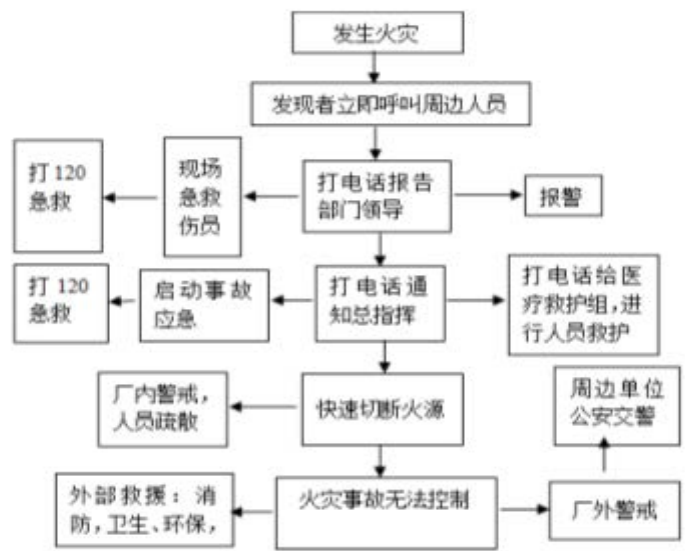 发生火灾
发现者立即呼叫周边人员
打 120
急救
现场
急救
伤员
打电话报告
部门领导
报警
打 120
急救
启动事故
应急
打电话通
知总指挥
打电话给医
疗救护组，进
行人员救护
厂内警戒，
人员疏散
快速切断火源
周边单位
公安交警
外部救援：消
防，卫生、环保，
火灾事故无法控制
厂外警戒